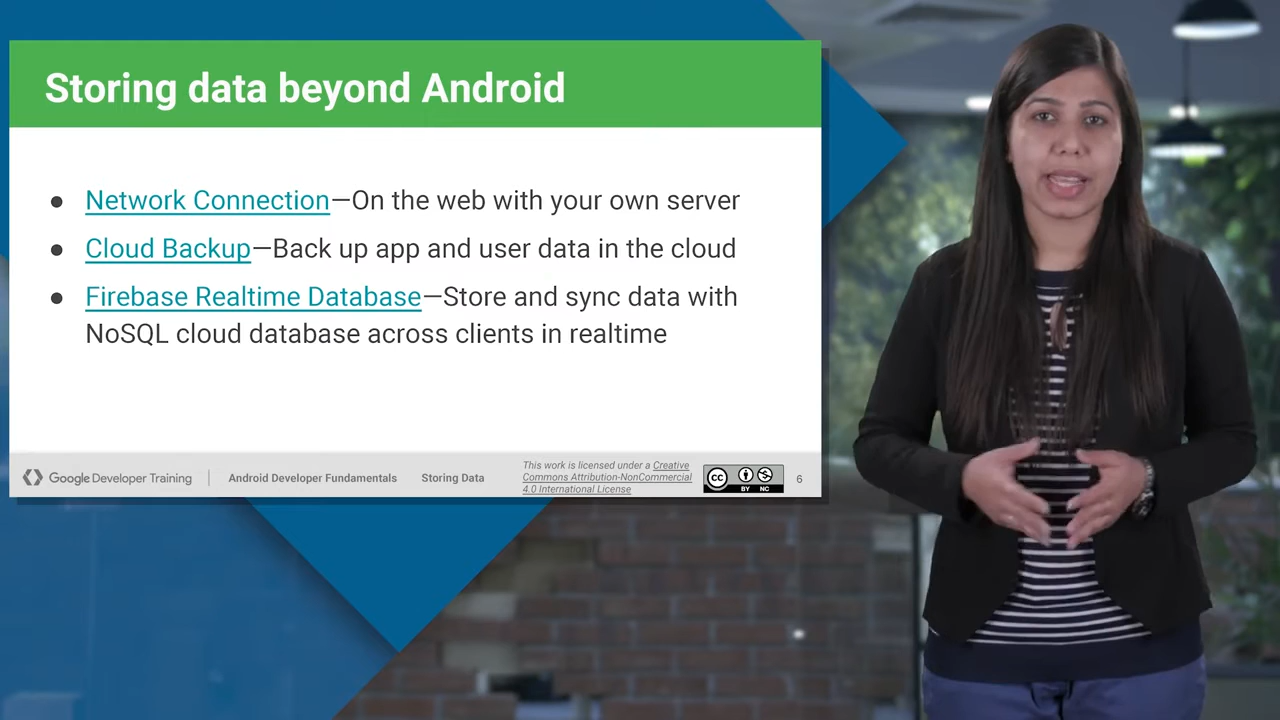 Storing data beyond Android
● Network Connection—On the web with your own server
● Cloud Backup—Back up app and user data in the cloud
● Firebase Realtime Database—Store and sync data with
NoSQL cloud database across clients in realtime
Google Developer Training
Android Developer Fundamentals
Storing Data
This work is licensed under a Creative
Commons Attribution-NonCommercial
4.0 International License
cc BY NC
6